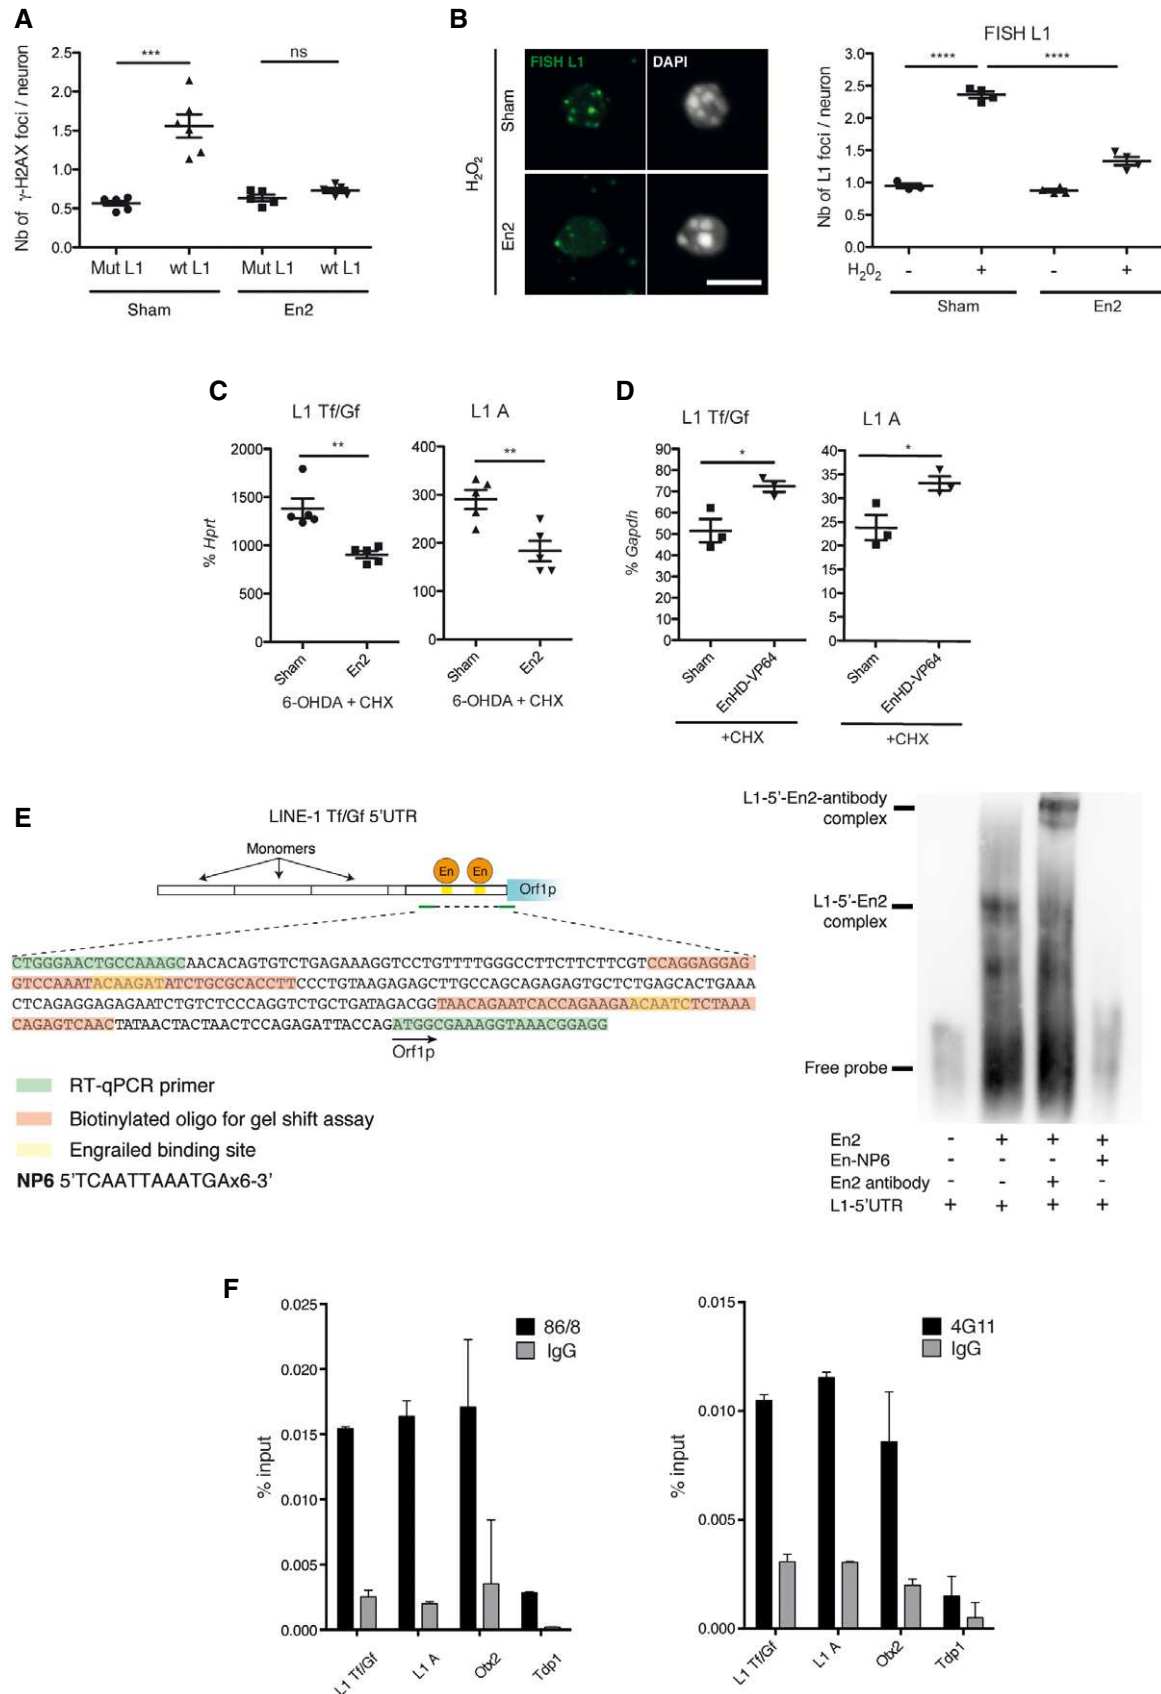 A
Nb of γ-H2AX foci / neuron
2.5
2.0
1.5
1.0
0.5
0.0
***
ns
Mut L1
wt L1
Mut L1
wt L1
Sham
En2
B
H2O2
Sham
En2
FISH L1
DAPI
FISH L1
Nb of L1 foci / neuron
3.0
2.5
2.0
1.5
1.0
0.5
0.0
****
****
H202
-
+
-
+
Sham
En2
C
L1 Tf/Gf
% Hprt
2000
1500
1000
500
0
**
Sham
En2
6-OHDA + CHX
L1 A
400
300
200
100
0
**
Sham
En2
6-OHDA + CHX
D
L1 Tf/Gf
% Gapdh
90
80
70
60
50
40
30
20
10
0
*
Sham
EnHD-VP64
+CHX
L1 A
40
35
30
25
20
15
10
5
0
*
Sham
EnHD-VP64
+CHX
E
LINE-1 Tf/Gf 5'UTR
Monomers
En
En
Orf1p
CTGGGAACTGCCAAAGCAACACAGTGTCTGAGAAAGGTCCTGTTTTGGGCCTTCTTCTTCGTCCAGGAGGAG
GTCCAAATACAAGATATCTGCGCACCTTCCCTGTAAGAGAGCTTGCCAGCAGAGAGTGCTCTGAGCACTGAAA
CTCAGAGGAGAGAATCTGTCTCCCAGGTCTGCTGATAGACGGTAACAGAATCACCAGAAGAACAATCTCTAAA
CAGAGTCAACTATAACTACTAACTCCAGAGATTACCAGATGGCGAAAGGTAAACGGAGG
Orf1p
RT-qPCR primer
Biotinylated oligo for gel shift assay
Engrailed binding site
NP6 5'TCAATTAAATGAx6-3'
L1-5'-En2-antibody
complex
L1-5'-En2
complex
Free probe
En2 - + + +
En-NP6 - - - +
En2 antibody - - + -
L1-5'UTR + + + +
F
% input
0.025
0.020
0.015
0.010
0.005
0.000
86/8
IgG
L1 Tf/Gf
L1 A
Otx2
Tdp1
% input
0.015
0.010
0.005
0.000
4G11
IgG
L1 Tf/Gf
L1 A
Otx2
Tdp1